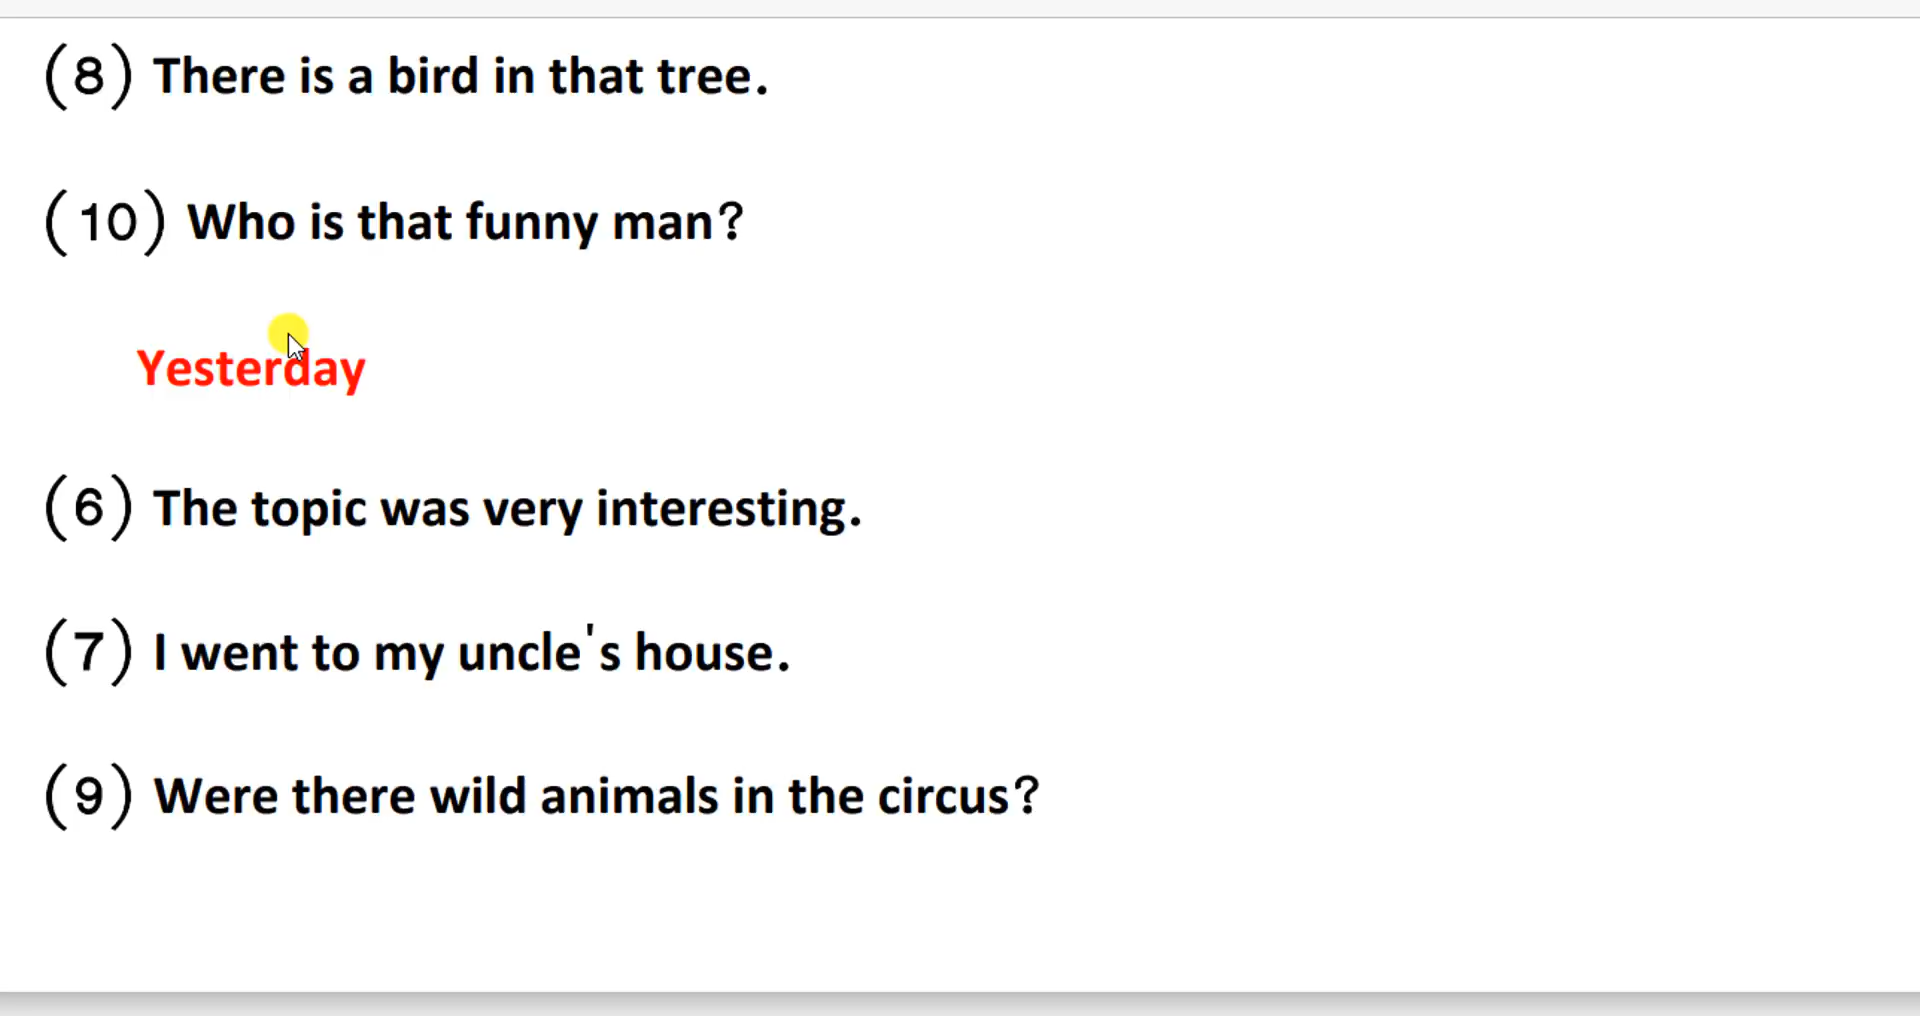 (8) There is a bird in that tree.
(10) Who is that funny man?
Yesterday
(6) The topic was very interesting.
(7) I went to my uncle's house.
(9) Were there wild animals in the circus?